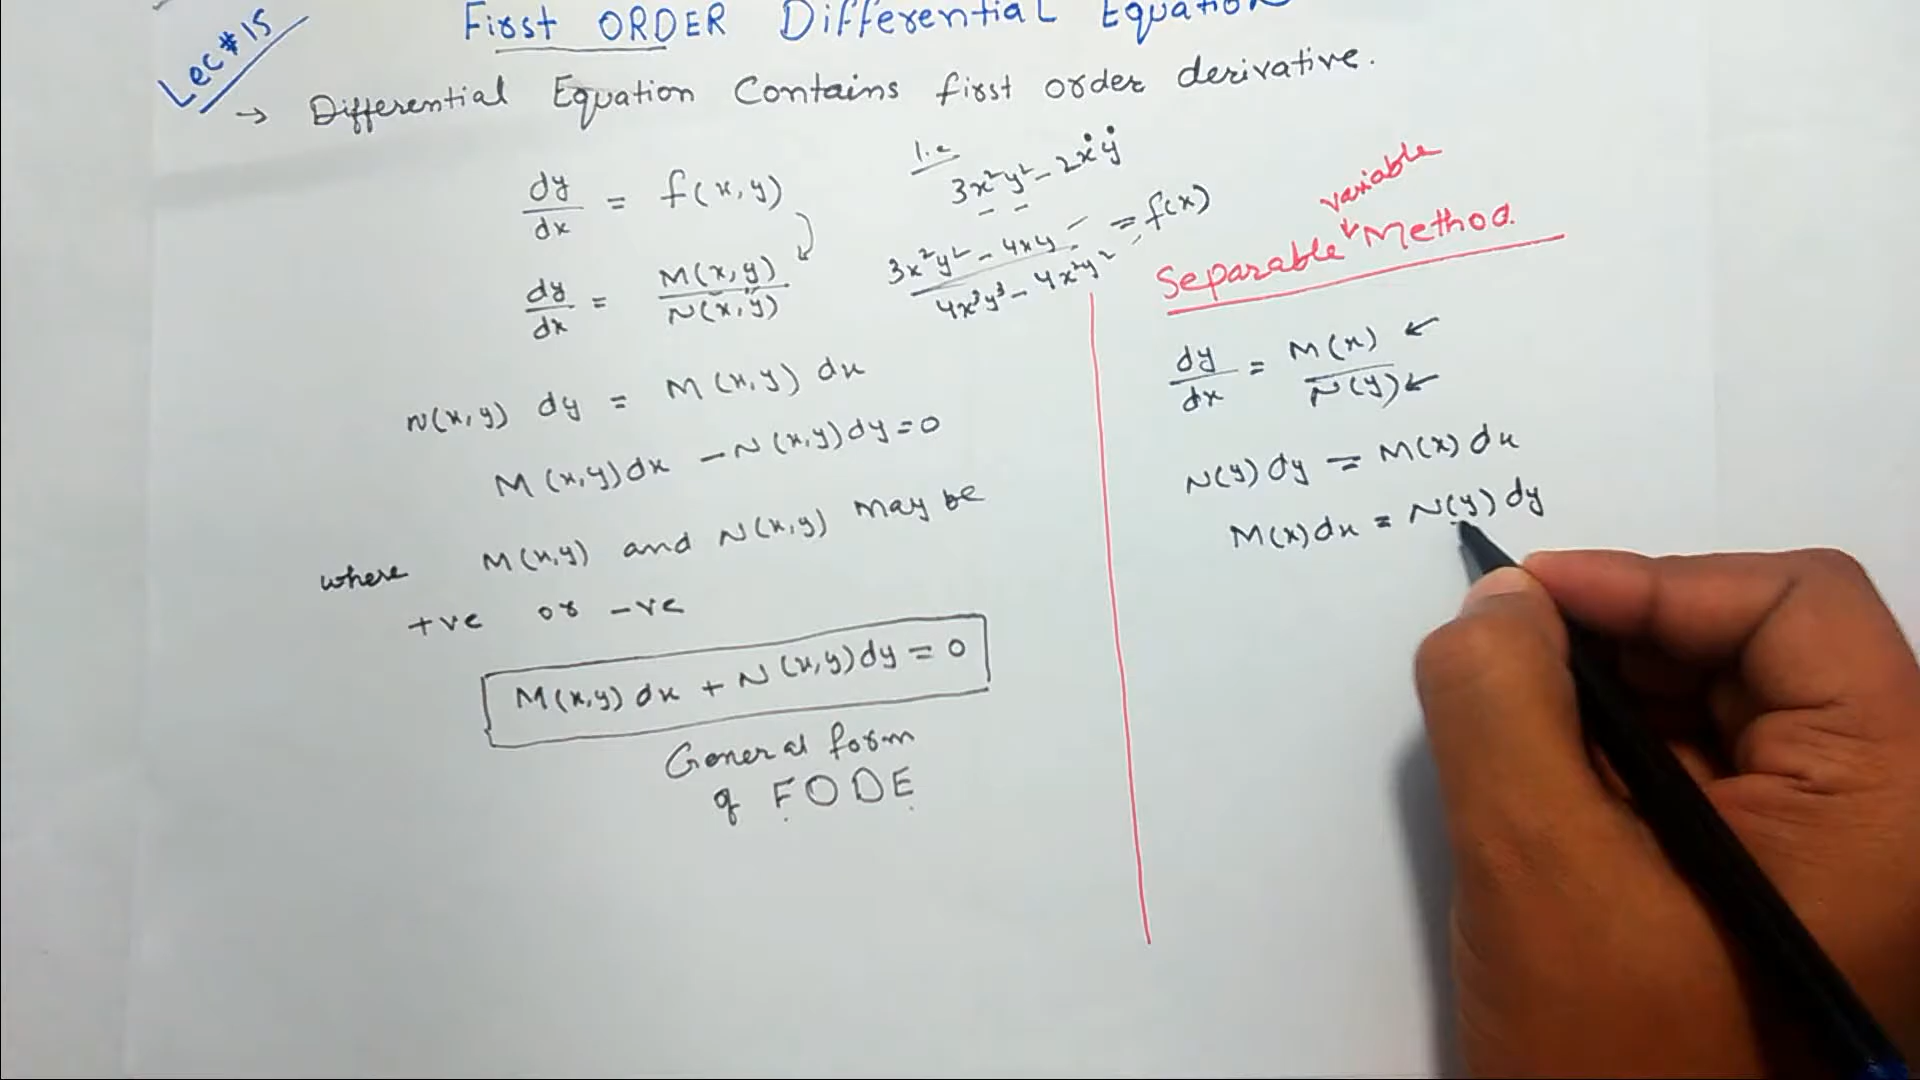 Lec#15
First ORDER Differential Equation
→ Differential Equation Contains first order derivative.
dy/dx = f(x,y)
dy/dx = M(x,y)/N(x,y)
N(x,y) dy = M(x,y) dx
M(x,y)dx - N(x,y)dy = 0
where M(x,y) and N(x,y) may be
+ve or -ve
M(x,y) dx + N(x,y) dy = 0
General form
of FODE
i.e
3x²y² - 2xy
3x²y² - 4xy / 4x³y³ - 4x²y² = f(x)
variable
Separable Method
dy/dx = M(x) ← / N(y) ←
N(y) dy = M(x) dx
M(x)dx = N(y) dy